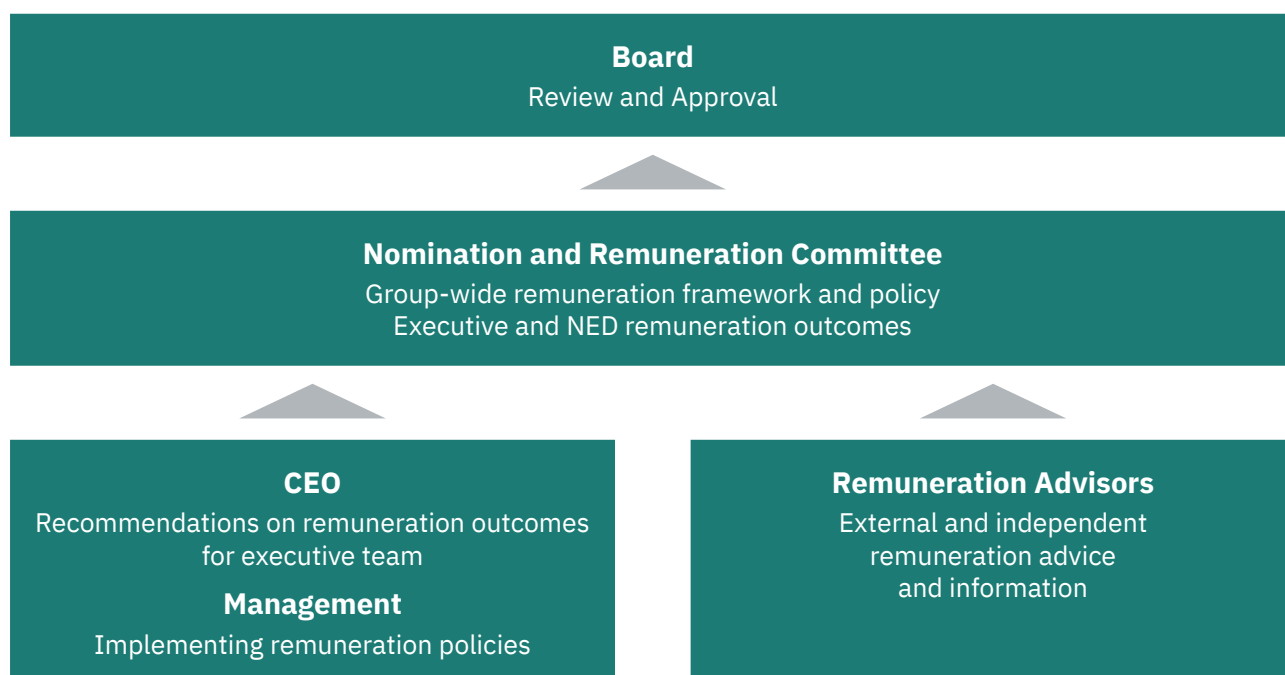 Board
Review and Approval
Nomination and Remuneration Committee
Group-wide remuneration framework and policy
Executive and NED remuneration outcomes
CEO
Recommendations on remuneration outcomes
for executive team
Management
Implementing remuneration policies
Remuneration Advisors
External and independent
remuneration advice
and information